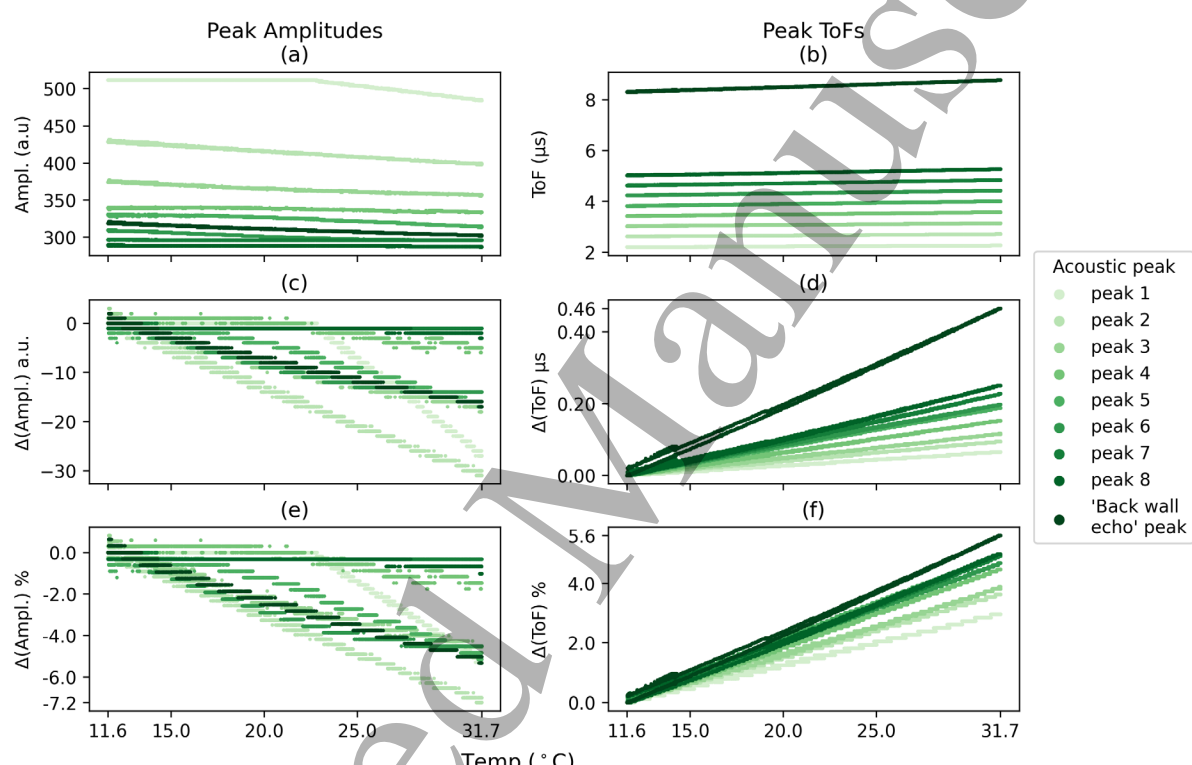 Peak Amplitudes
(a)
500
450
400
350
300
Ampl. (a.u)
Peak ToFs
(b)
8
6
4
2
ToF (µs)
(c)
0
−10
−20
−30
Δ(Ampl.) a.u.
(d)
0.46
0.40
0.20
0.00
Δ(ToF) µs
(e)
0.0
-2.0
-4.0
-6.0
-7.2
Δ(Ampl.) %
11.6
15.0
20.0
25.0
31.7
(f)
5.6
4.0
2.0
0.0
Δ(ToF) %
11.6
15.0
20.0
25.0
31.7
Temp (°C)
Acoustic peak
peak 1
peak 2
peak 3
peak 4
peak 5
peak 6
peak 7
peak 8
'Back wall
echo' peak
ed Manus